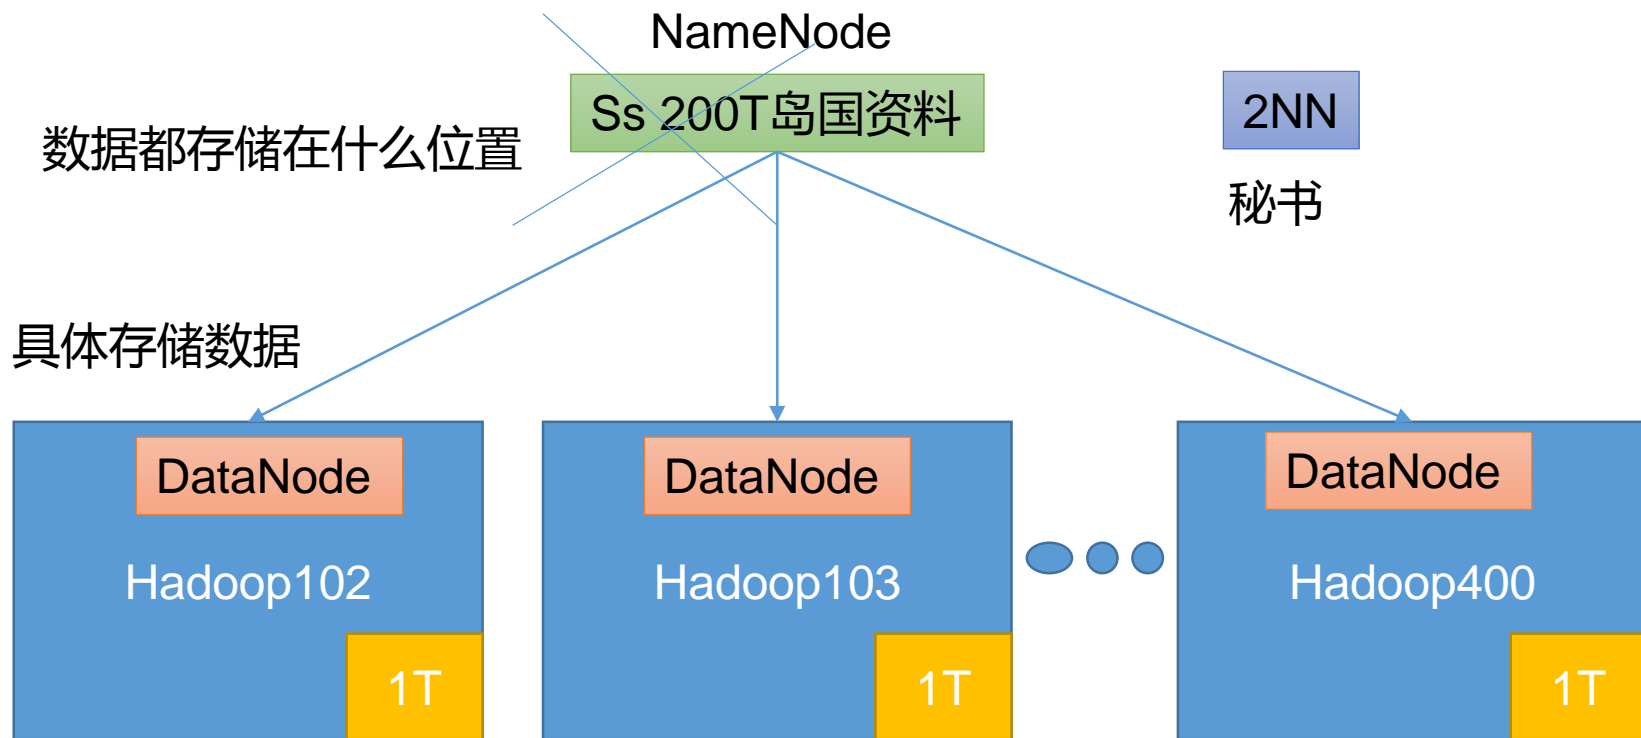 NameNode
Ss 200T岛国资料
2NN
数据都存储在什么位置
秘书
具体存储数据
DataNode
DataNode
DataNode
Hadoop102
Hadoop103
Hadoop400
1T
1T
1T